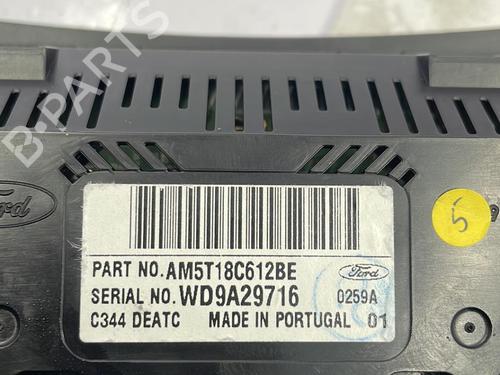 B-PARTS
Ford
5
PART NO. AM5T18C612BE
Ford
SERIAL NO. WD9A29716
0259A
C344 DEATC MADE IN PORTUGAL 01